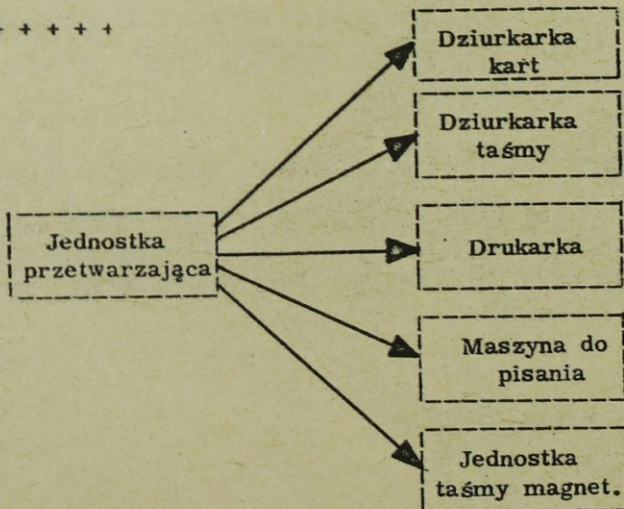 + + + + +
Dziurkarka
kart
Dziurkarka
taśmy
Jednostka
przetwarzająca
Drukarka
Maszyna do
pisania
Jednostka
taśmy magnet.